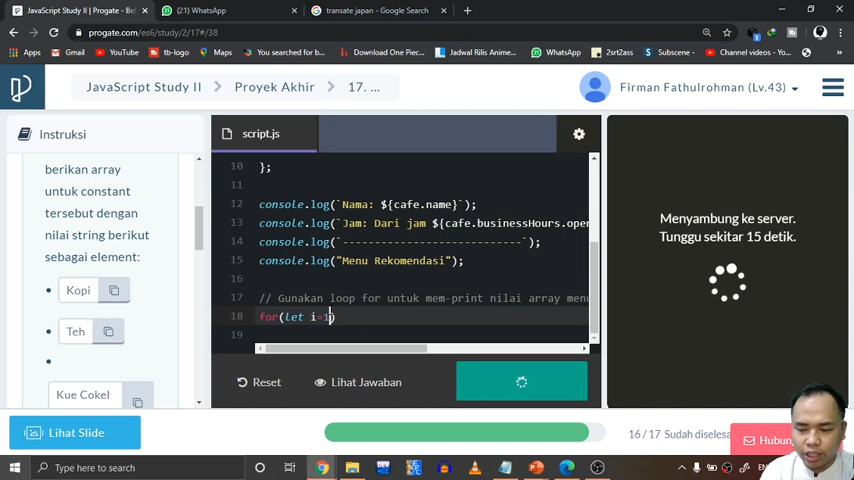 JavaScript Study II | Progate - Be
(21) WhatsApp
transate japan - Google Search
progate.com/es6/study/2/17#/38
Apps
Gmail
YouTube
tb-logo
Maps
You searched for b...
Download One Piec...
Jadwal Rilis Anime...
WhatsApp
2srt2ass
Subscene -
Channel videos - Yo...
JavaScript Study II
Proyek Akhir
17. ...
Firman Fathulrohman (Lv.43)
Instruksi
script.js
berikan array
untuk constant
tersebut dengan
nilai string berikut
sebagai element:
Kopi
Teh
Kue Cokel
10 };
11
12 console.log(`Nama: ${cafe.name}`);
13 console.log(`Jam: Dari jam ${cafe.businessHours.open
14 console.log(`----------------------------`);
15 console.log("Menu Rekomendasi");
16
17 // Gunakan loop for untuk mem-print nilai array menu
18 for(let i=1)
19
Menyambung ke server.
Tunggu sekitar 15 detik.
Reset
Lihat Jawaban
Lihat Slide
16 / 17 Sudah diselesa
Hubung
Type here to search